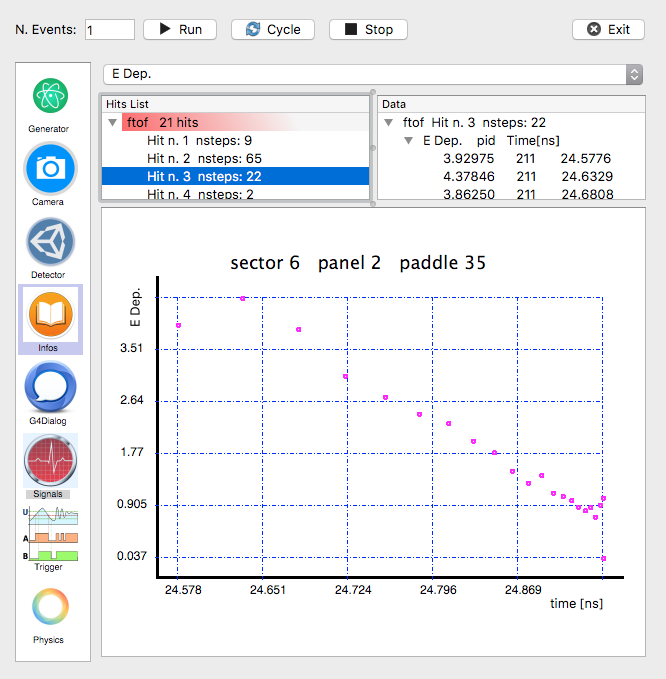 N. Events: 1 Run Cycle Stop Exit
E Dep.
Hits List
ftof 21 hits
Hit n. 1 nsteps: 9
Hit n. 2 nsteps: 65
Hit n. 3 nsteps: 22
Hit n. 4 nsteps: 2
Data
ftof Hit n. 3 nsteps: 22
E Dep. pid Time[ns]
3.92975 211 24.5776
4.37846 211 24.6329
3.86250 211 24.6808
Generator
Camera
Detector
Infos
G4Dialog
Signals
U
A
B
Trigger
Physics
sector 6 panel 2 paddle 35
E Dep.
3.51
2.64
1.77
0.905
0.037
24.578 24.651 24.724 24.796 24.869
time [ns]